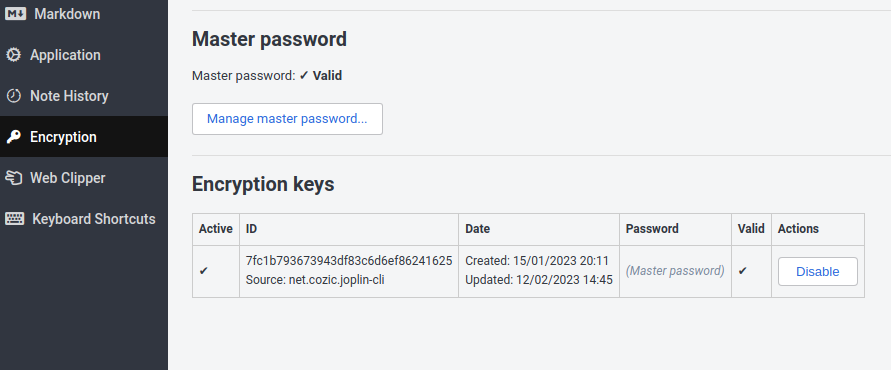 Markdown
Application
Note History
Encryption
Web Clipper
Keyboard Shortcuts
Master password
Master password: ✓ Valid
Manage master password...
Encryption keys
Active ID Date Password Valid Actions
✔ 7fc1b793673943df83c6d6ef86241625 Created: 15/01/2023 20:11 (Master password) ✔ Disable
Source: net.cozic.joplin-cli Updated: 12/02/2023 14:45